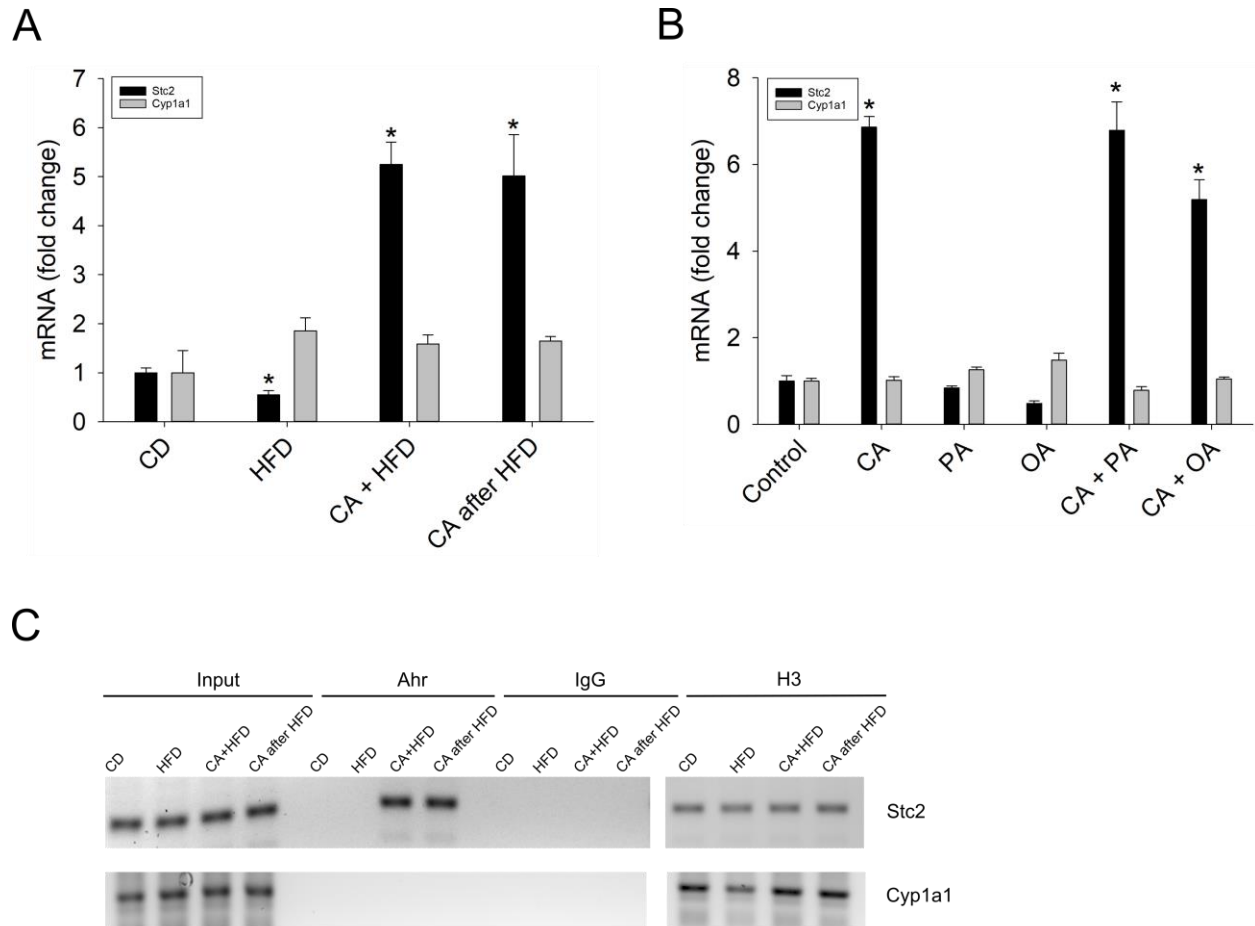 A
7
6
5
4
3
2
1
0
mRNA (fold change)
Stc2
Cyp1a1
*
*
*
CD
HFD
CA + HFD
CA after HFD
B
8
6
4
2
0
mRNA (fold change)
Stc2
Cyp1a1
*
*
*
Control
CA
PA
OA
CA + PA
CA + OA
C
Input Ahr IgG H3
CD HFD CA+HFD CA after HFD CD HFD CA+HFD CA after HFD CD HFD CA+HFD CA after HFD CD HFD CA+HFD CA after HFD
Stc2
Cyp1a1